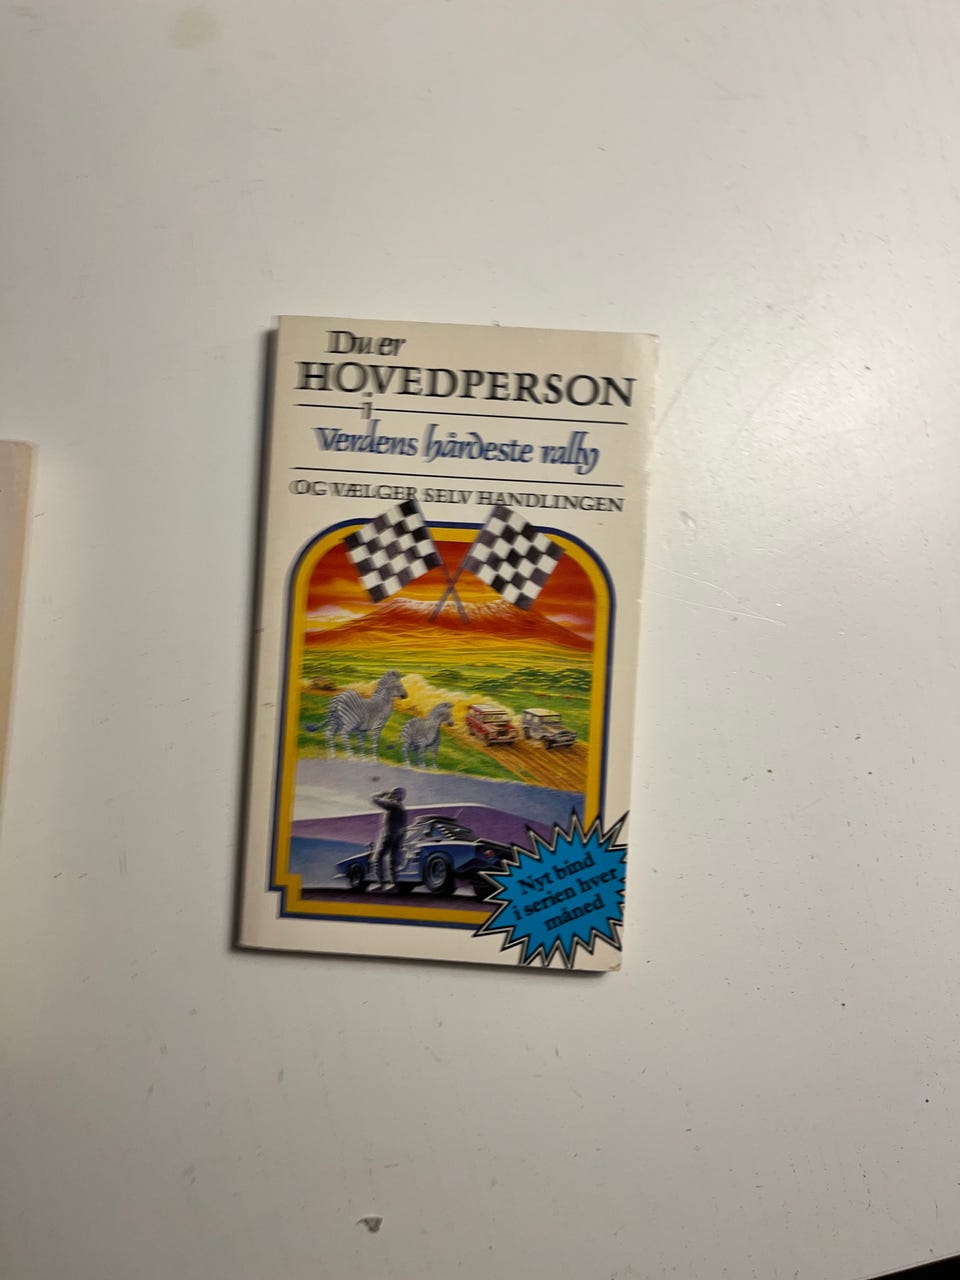 Du er
HOVEDPERSON
i
Verdens hårdeste rally
OG VÆLGER SELV HANDLINGEN
Nyt bind
i serien hver
måned